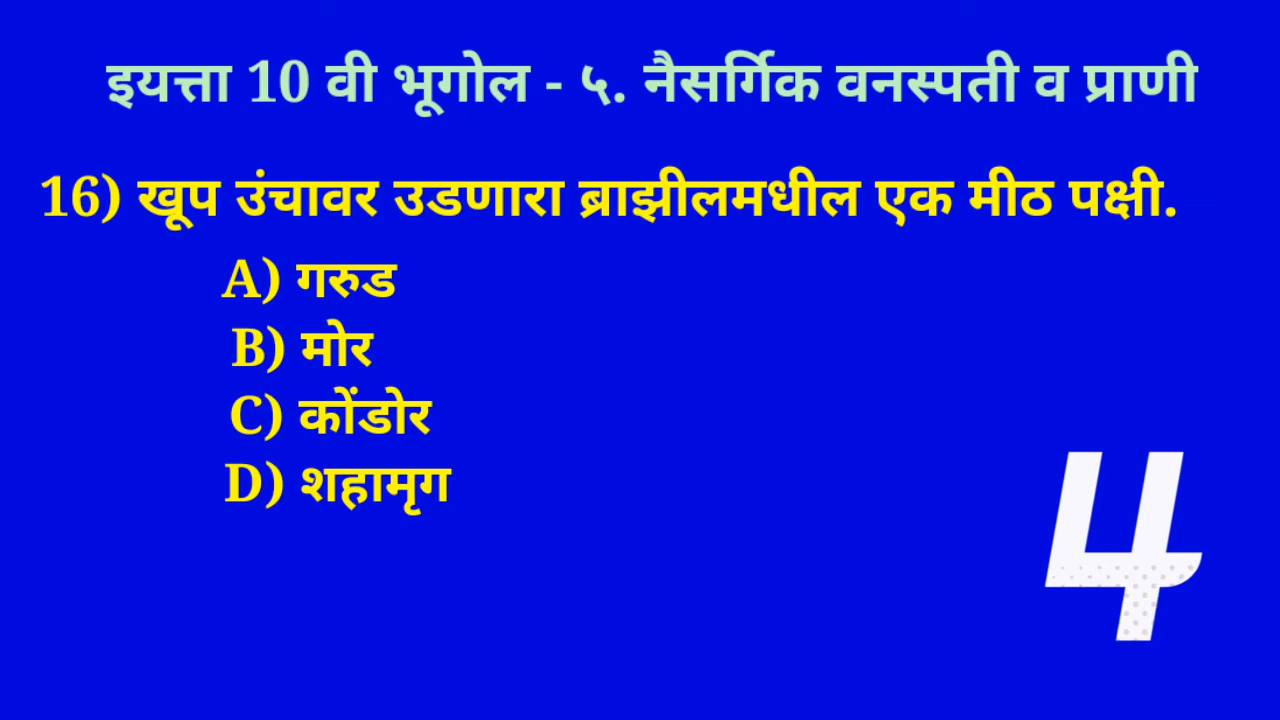 इयत्ता 10 वी भूगोल - ५. नैसर्गिक वनस्पती व प्राणी
16) खूप उंचावर उडणारा ब्राझीलमधील एक मीठ पक्षी.
A) गरुड
B) मोर
C) कोंडोर
D) शहामृग
4